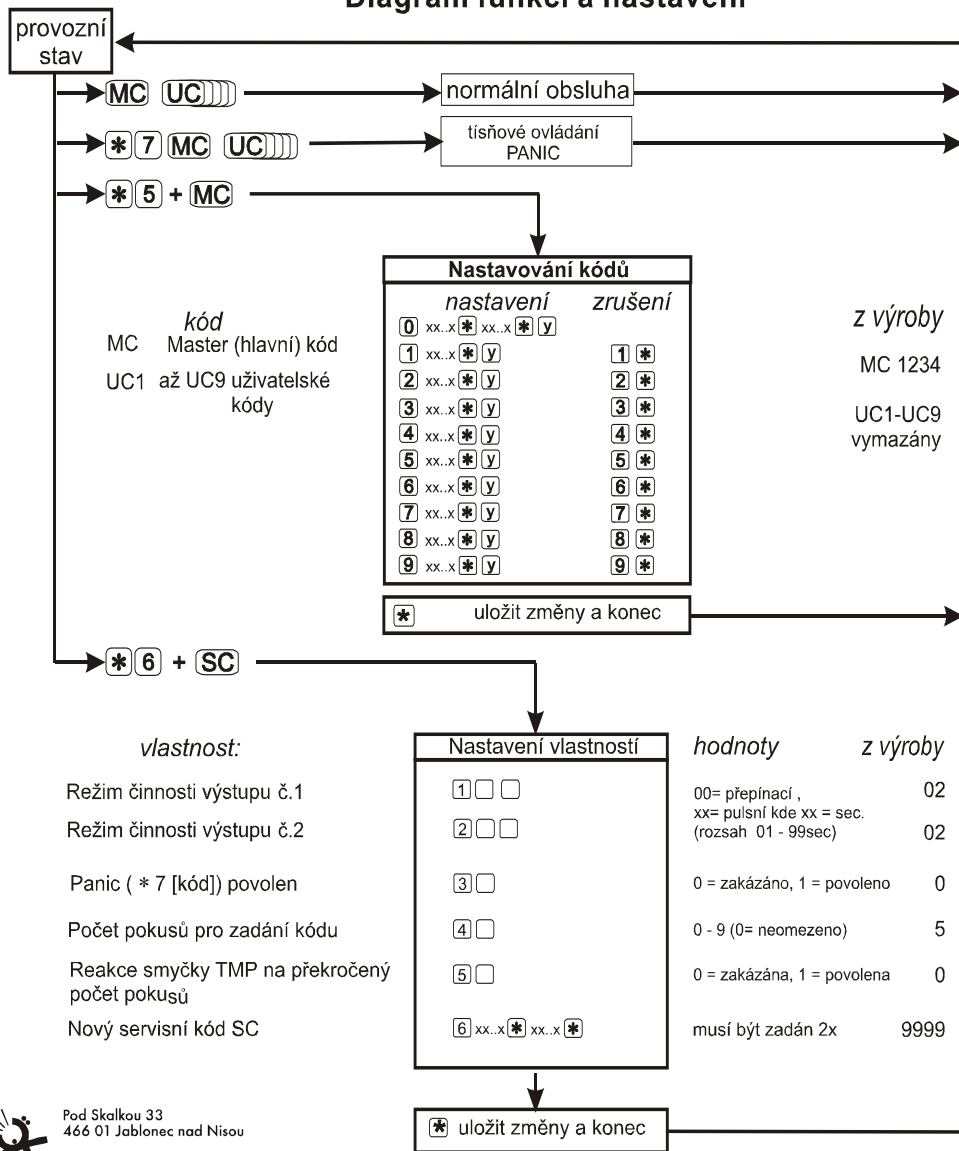 Diagram funkcí a nastavení
provozní
stav
MC UC normální obsluha
* 7 MC UC tísňové ovládání
PANIC
* 5 + MC
Nastavování kódů
nastavení zrušení
kód
MC Master (hlavní) kód
UC1 až UC9 uživatelské
kódy
0 xx..x * xx..x * y
1 xx..x * y 1 *
2 xx..x * y 2 *
3 xx..x * y 3 *
4 xx..x * y 4 *
5 xx..x * y 5 *
6 xx..x * y 6 *
7 xx..x * y 7 *
8 xx..x * y 8 *
9 xx..x * y 9 *
z výroby
MC 1234
UC1-UC9
vymazány
* uložit změny a konec
* 6 + SC
vlastnost: Nastavení vlastností hodnoty z výroby
Režim činnosti výstupu č.1 1 00= přepínací , 02
xx= pulsní kde xx = sec.
Režim činnosti výstupu č.2 2 (rozsah 01 - 99sec) 02
Panic ( * 7 [kód]) povolen 3 0 = zakázáno, 1 = povoleno 0
Počet pokusů pro zadání kódu 4 0 - 9 (0= neomezeno) 5
Reakce smyčky TMP na překročený 5 0 = zakázána, 1 = povolena 0
počet pokusů
Nový servisní kód SC 6 xx..x * xx..x * musí být zadán 2x 9999
* uložit změny a konec
Pod Skalkou 33
466 01 Jablonec nad Nisou